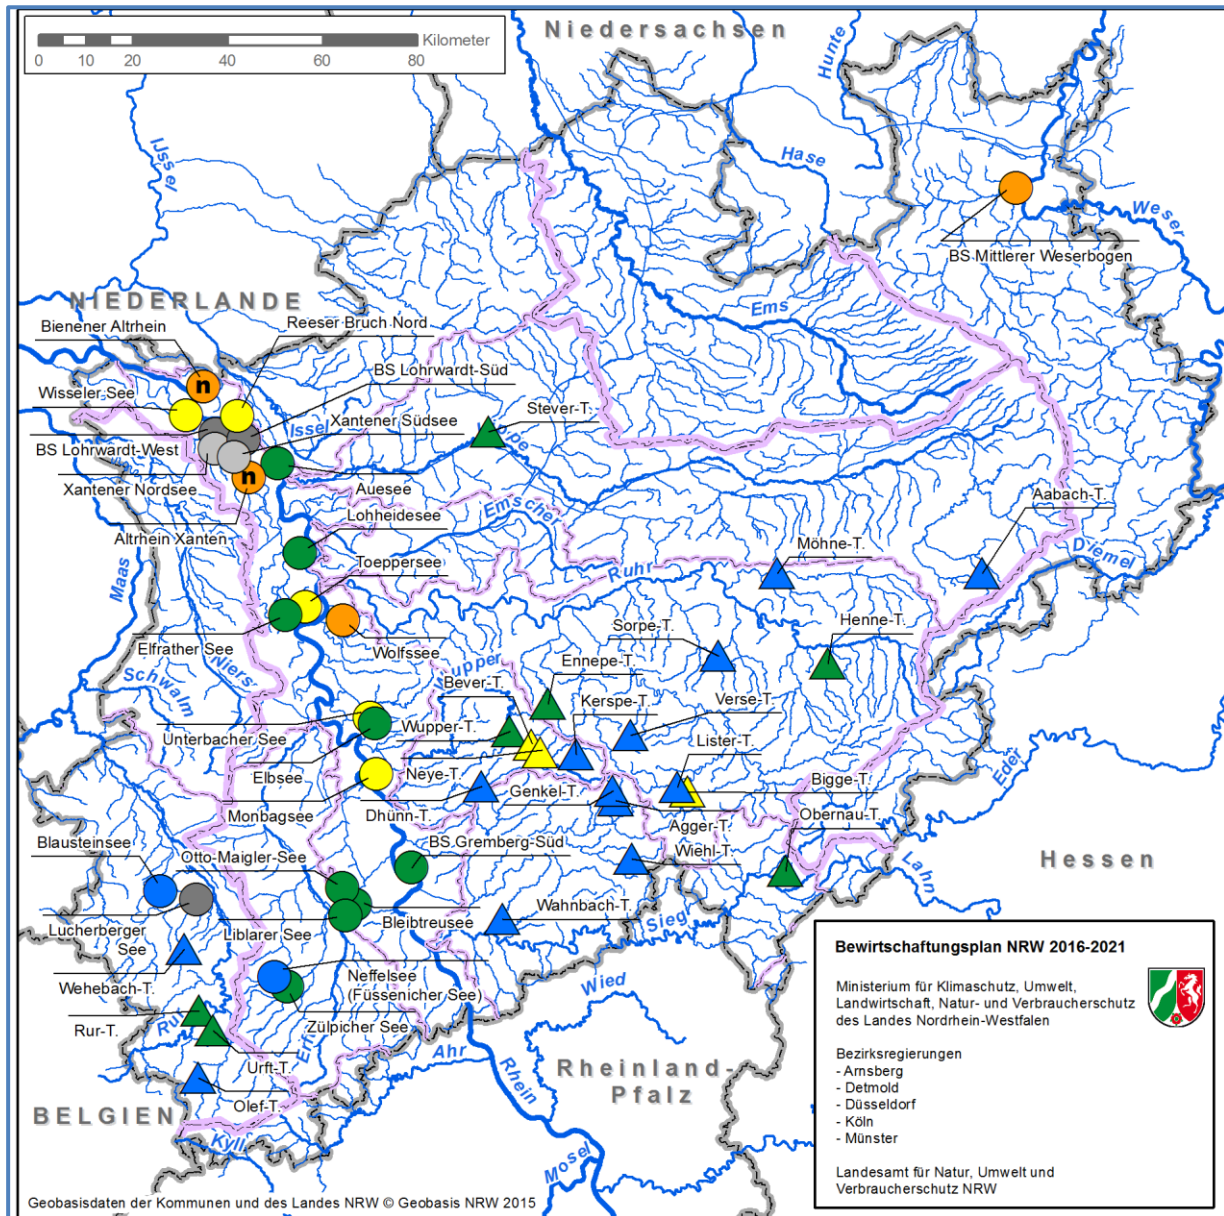 Niedersachsen
Kilometer
0 10 20 40 60 80
Hunte
IJssel
Hase
Weser
BS Mittlerer Weserbogen
NIEDERLANDE
Ems
Bienener Altrhein
Reeser Bruch Nord
BS Lohrwardt-Süd
Wisseler See
Xantener Südsee
Issel
Stever-T.
BS Lohrwardt-West
Xantener Nordsee
Auesee
Aabach-T.
n
n
Altrhein Xanten
Lohheidesee
Emscher
Möhne-T.
Diemel
Maas
Toeppersee
Ruhr
Sorpe-T.
Henne-T.
Elfrather See
Wolfssee
Ennepe-T.
Niers
Schwalm
Bever-T.
Kerspe-T.
Verse-T.
Unterbacher See
Wupper-T.
Lister-T.
Elbsee
Neye-T.
Bigge-T.
Eder
Monbagsee
Dhünn-T.
Genkel-T.
Obernau-T.
Agger-T.
Blausteinsee
Otto-Maigler-See
BS.Gremberg-Süd
Wiehl-T.
Hessen
Lahn
Lucherberger
See
Liblarer See
Bleibtreusee
Wahnbach-T.
Sieg
Wehebach-T.
Neffelsee
(Füssenicher See)
Wied
Rur-T.
Zülpicher See
Urft-T.
Ahr
Rhein
Rheinland-
Pfalz
Olef-T.
BELGIEN
Kyll
Mosel
Bewirtschaftungsplan NRW 2016-2021
Ministerium für Klimaschutz, Umwelt,
Landwirtschaft, Natur- und Verbraucherschutz
des Landes Nordrhein-Westfalen
Bezirksregierungen
- Arnsberg
- Detmold
- Düsseldorf
- Köln
- Münster
Landesamt für Natur, Umwelt und
Verbraucherschutz NRW
Geobasisdaten der Kommunen und des Landes NRW © Geobasis NRW 2015